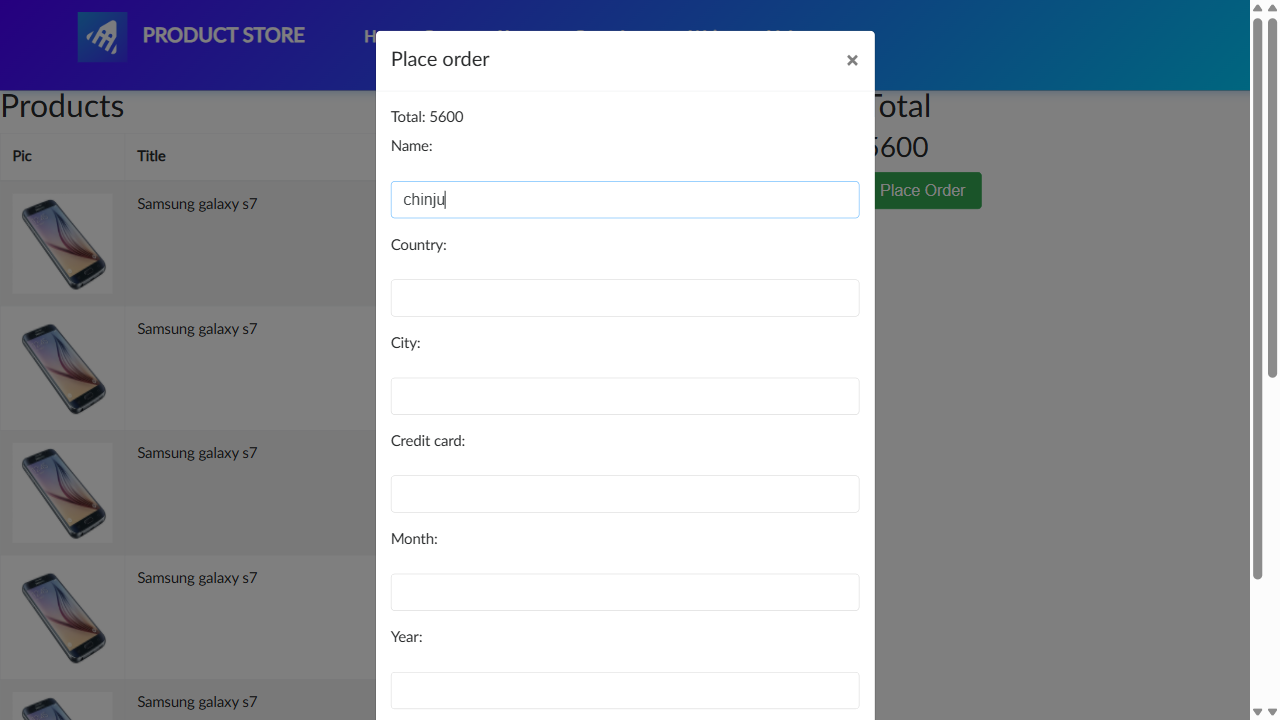 PRODUCT STORE
Place order
×
Products
Total
Total: 5600
5600
Name:
Pic
Title
chinju
Place Order
Samsung galaxy s7
Country:
Samsung galaxy s7
City:
Credit card:
Samsung galaxy s7
Month:
Samsung galaxy s7
Year:
Samsung galaxy s7